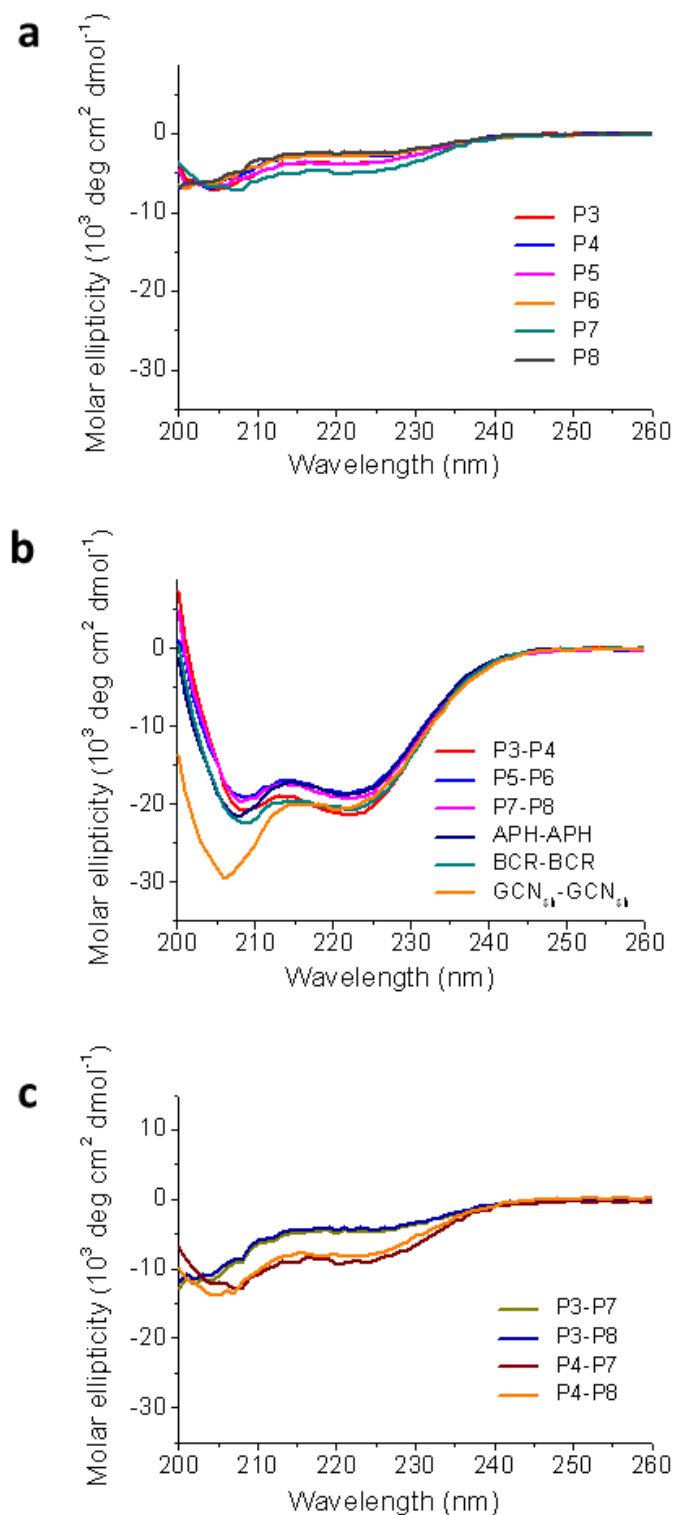 a
Molar ellipticity (10³ deg cm² dmol⁻¹)
0
-10
-20
-30
P3
P4
P5
P6
P7
P8
200 210 220 230 240 250 260
Wavelength (nm)
b
Molar ellipticity (10³ deg cm² dmol⁻¹)
0
-10
-20
-30
P3-P4
P5-P6
P7-P8
APH-APH
BCR-BCR
GCNsh-GCNsh
200 210 220 230 240 250 260
Wavelength (nm)
c
Molar ellipticity (10³ deg cm² dmol⁻¹)
10
0
-10
-20
-30
P3-P7
P3-P8
P4-P7
P4-P8
200 210 220 230 240 250 260
Wavelength (nm)